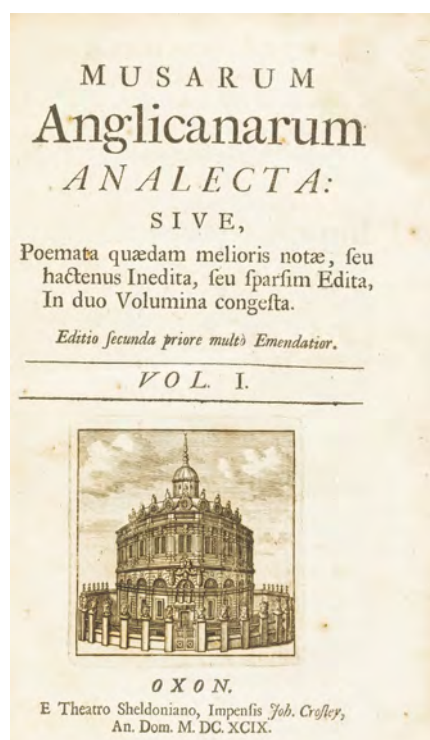 MUSARUM
Anglicanarum
ANALECTA:
SIVE,
Poemata quædam melioris notæ, ſeu
hactenus Inedita, ſeu ſparſim Edita,
In duo Volumina congeſta.
Editio ſecunda priore multò Emendatior.
VOL. I.
OXON.
E Theatro Sheldoniano, Impenſis Joh. Croſley,
An. Dom. M. DC. XCIX.